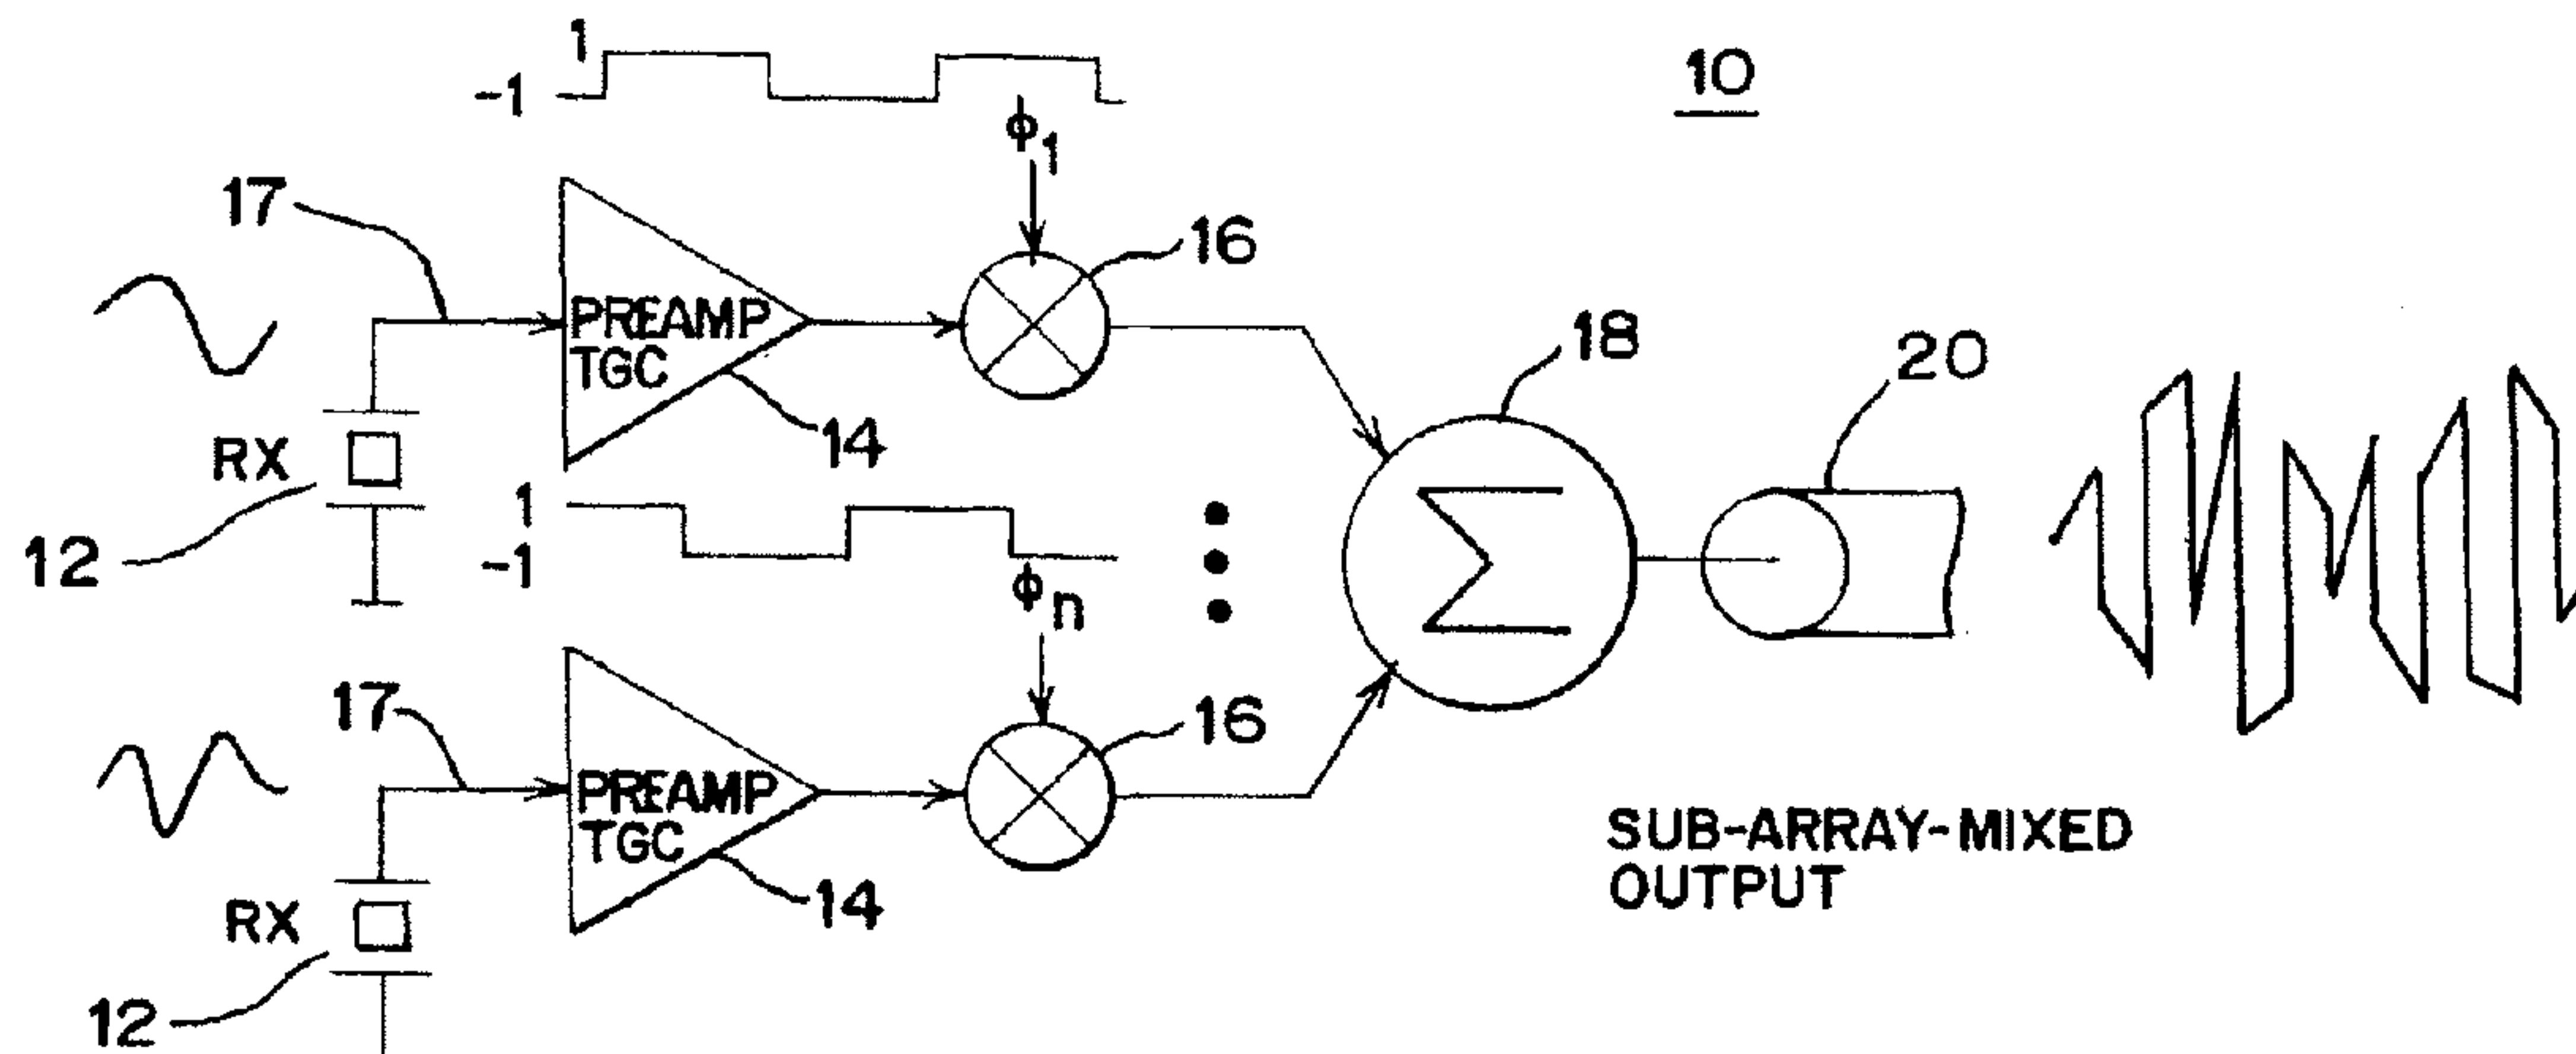 1
-1
10
ϕ1
17
16
PREAMP
TGC
18
20
14
RX
12
1
-1
ϕn
Σ
17
16
PREAMP
TGC
14
SUB-ARRAY-MIXED
OUTPUT
RX
12